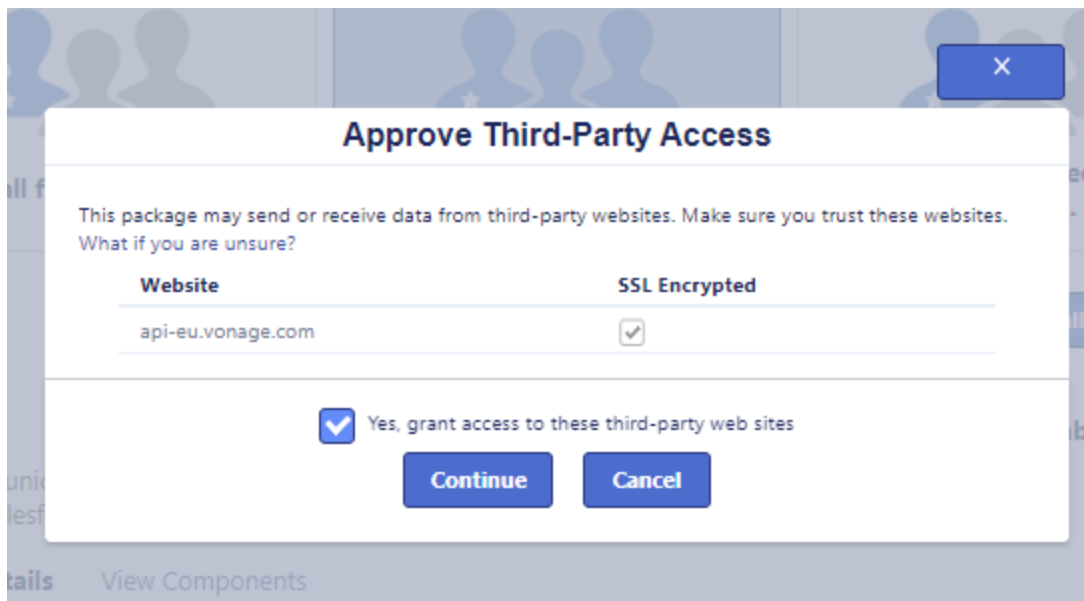 ×
Approve Third-Party Access
This package may send or receive data from third-party websites. Make sure you trust these websites.
What if you are unsure?
Website SSL Encrypted
api-eu.vonage.com
Yes, grant access to these third-party web sites
Continue Cancel
View Components